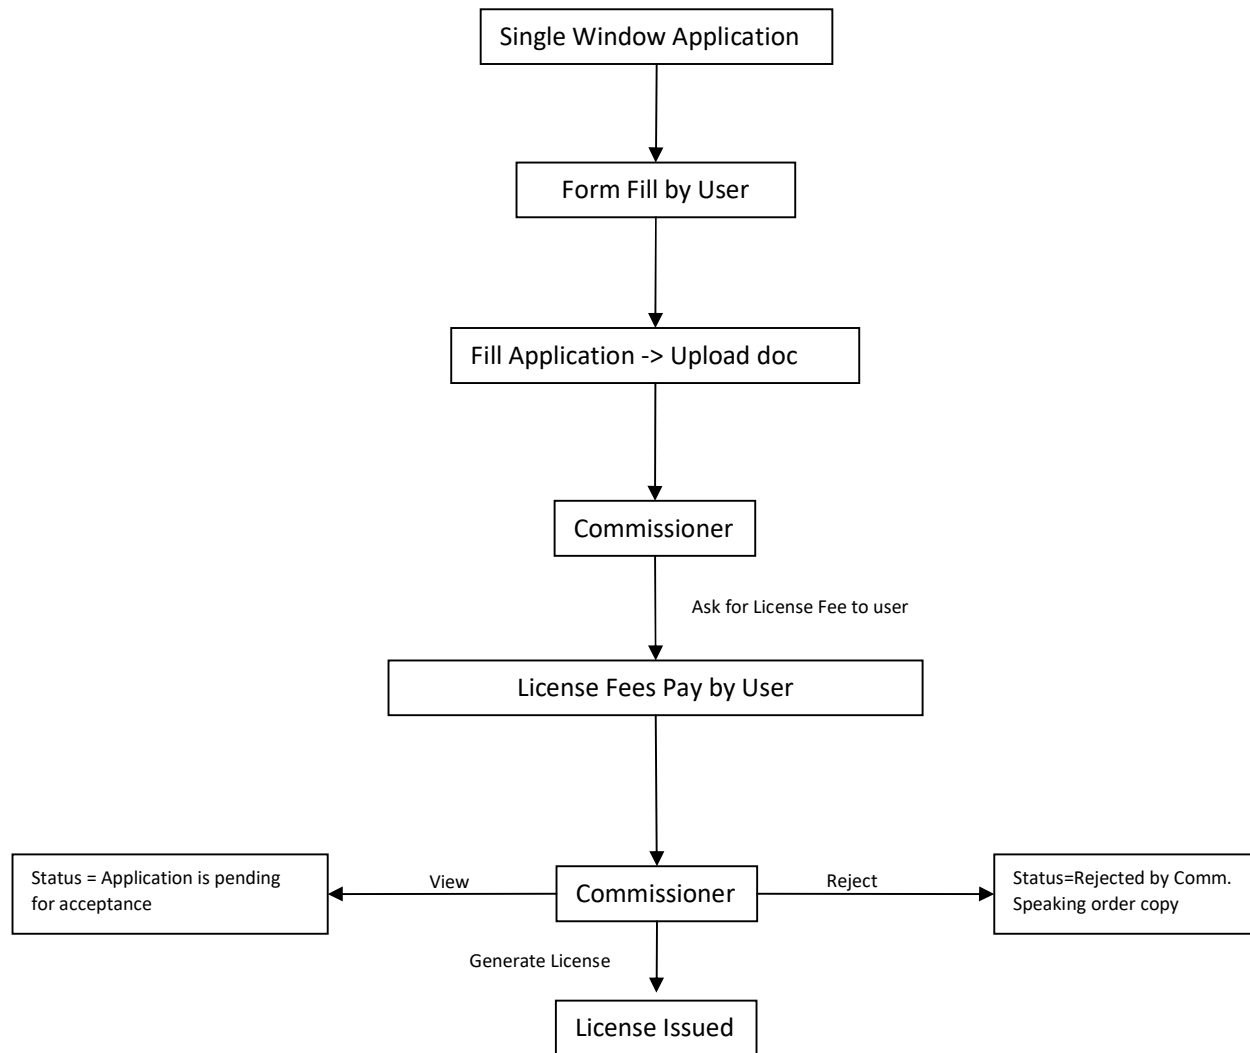 Single Window Application
Form Fill by User
Fill Application -> Upload doc
Commissioner
Ask for License Fee to user
License Fees Pay by User
Status = Application is pending
for acceptance
View
Commissioner
Reject
Status=Rejected by Comm.
Speaking order copy
Generate License
License Issued